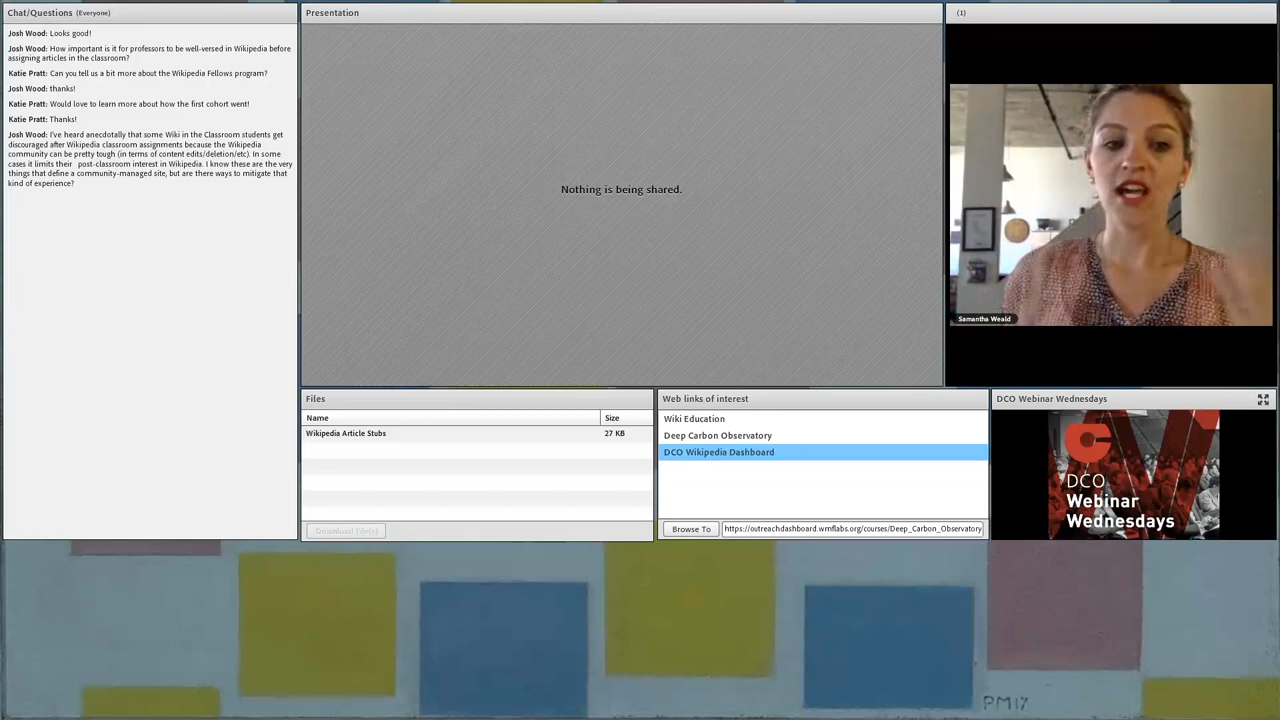 Chat/Questions (Everyone)
Josh Wood: Looks good!
Josh Wood: How important is it for professors to be well-versed in Wikipedia before
assigning articles in the classroom?
Katie Pratt: Can you tell us a bit more about the Wikipedia Fellows program?
Josh Wood: thanks!
Katie Pratt: Would love to learn more about how the first cohort went!
Katie Pratt: Thanks!
Josh Wood: I've heard anecdotally that some Wiki in the Classroom students get
discouraged after Wikipedia classroom assignments because the Wikipedia
community can be pretty tough (in terms of content edits/deletion/etc). In some
cases it limits their post-classroom interest in Wikipedia. I know these are the very
things that define a community-managed site, but are there ways to mitigate that
kind of experience?
Presentation
Nothing is being shared.
(1)
Samantha Weald
Files
Name Size
Wikipedia Article Stubs 27 KB
Download File(s)
Web links of interest
Wiki Education
Deep Carbon Observatory
DCO Wikipedia Dashboard
Browse To https://outreachdashboard.wmflabs.org/courses/Deep_Carbon_Observatory
DCO Webinar Wednesdays
DCO
Webinar
Wednesdays
PM17